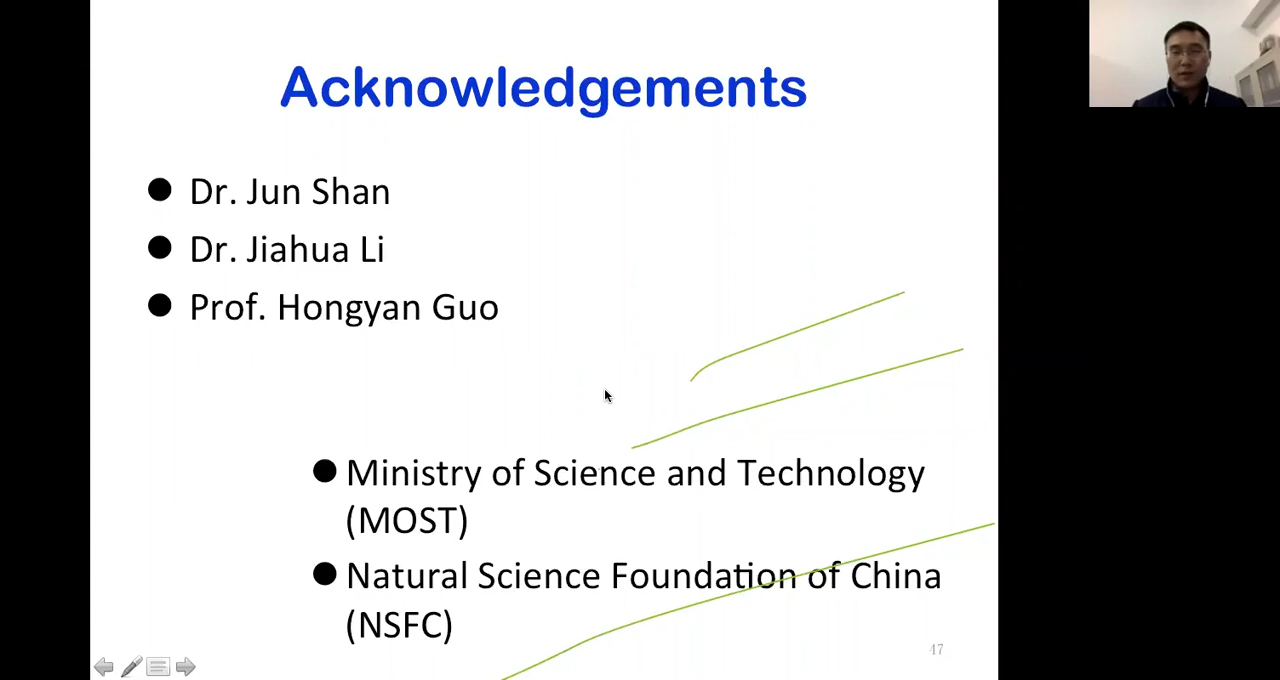 Acknowledgements
● Dr. Jun Shan
● Dr. Jiahua Li
● Prof. Hongyan Guo
● Ministry of Science and Technology
(MOST)
● Natural Science Foundation of China
(NSFC)
47